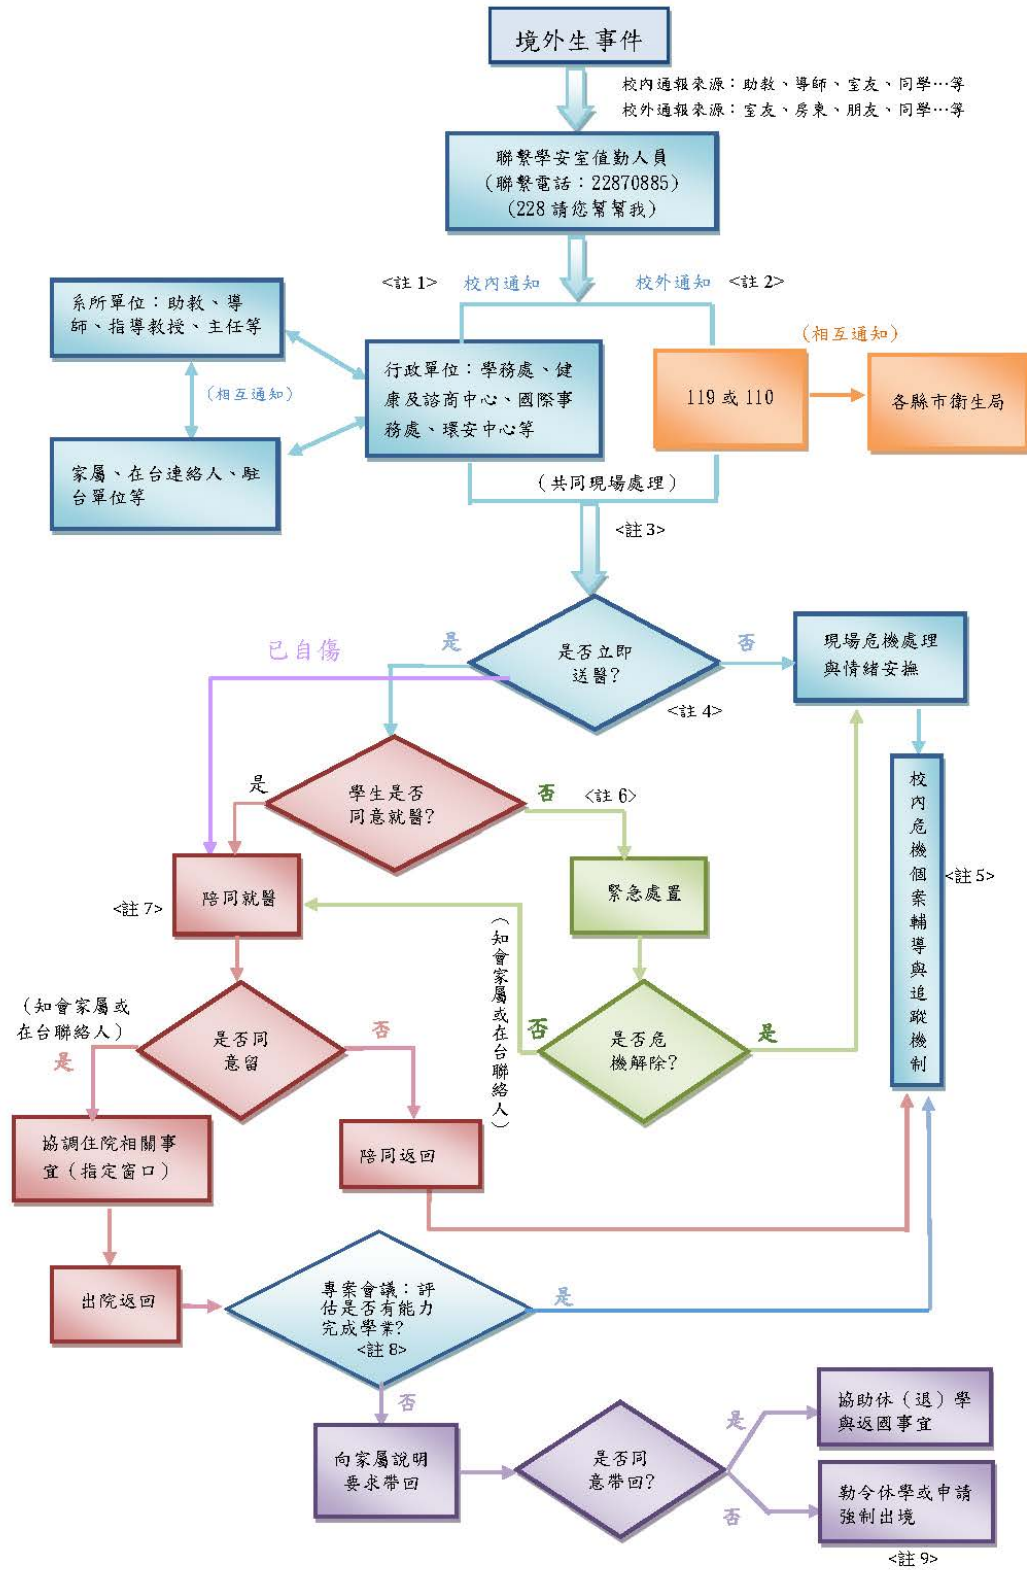 境外生事件
校內通報來源：助教、導師、室友、同學…等
校外通報來源：室友、房東、朋友、同學…等
聯繫學安室值勤人員
(聯繫電話：22870885)
(228 請您幫幫我)
<註 1>
校內通知
校外通知
<註 2>
系所單位：助教、導
師、指導教授、主任等
(相互通知)
家屬、在台連絡人、駐
台單位等
行政單位：學務處、健
康及諮商中心、國際事
務處、環安中心等
119 或 110
(相互通知)
各縣市衛生局
(共同現場處理)
<註 3>
已自傷
是
是否立即
送醫?
否
<註 4>
現場危機處理
與情緒安撫
是
學生是否
同意就醫?
否
<註 6>
校內危機個案輔導與追蹤機制
<註 5>
陪同就醫
<註 7>
緊急處置
(知會家屬或在台聯絡人)
(知會家屬或
在台聯絡人)
是
是否同
意留
否
否
是否危
機解除?
是
協調住院相關事
宜(指定窗口)
陪同返回
出院返回
專案會議：評
估是否有能力
完成學業?
<註 8>
是
否
向家屬說明
要求帶回
是否同
意帶回?
是
協助休(退)學
與返國事宜
否
勒令休學或申請
強制出境
<註 9>